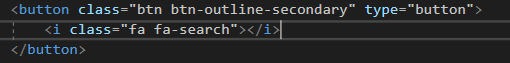 <button class="btn btn-outline-secondary" type="button">
<i class="fa fa-search"></i>
</button>